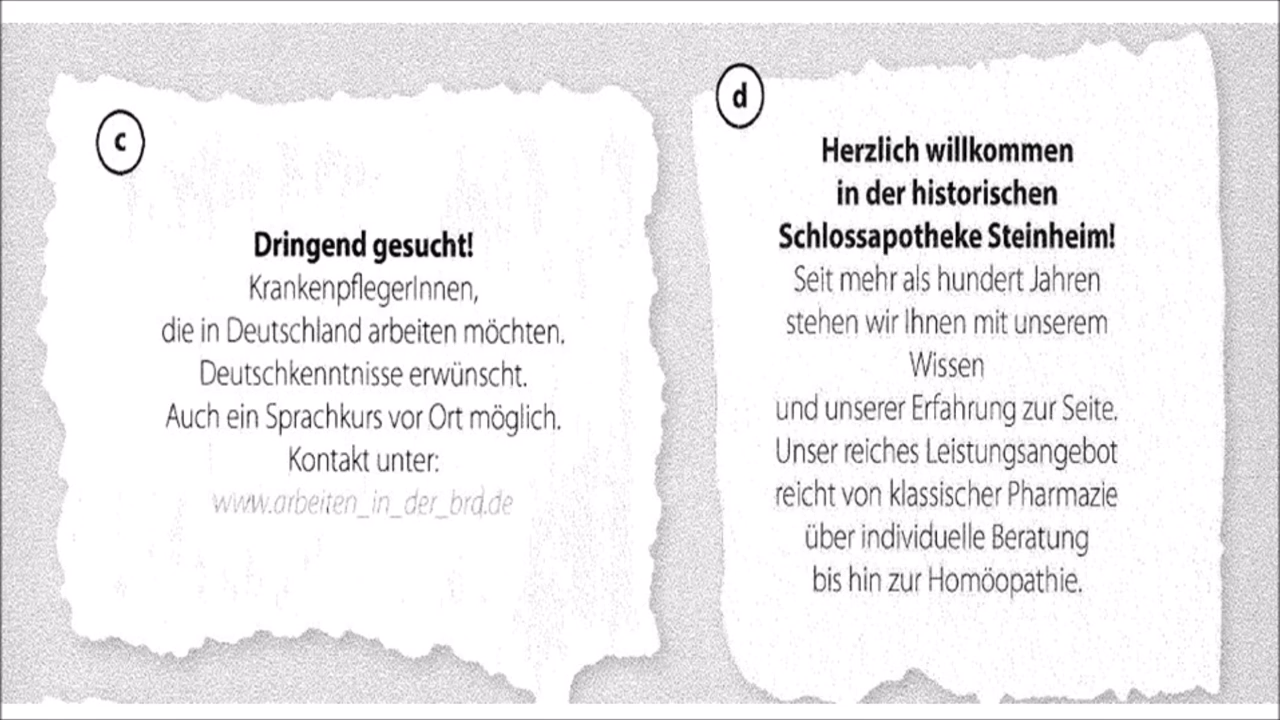 c
Dringend gesucht!
KrankenpflegerInnen,
die in Deutschland arbeiten möchten.
Deutschkenntnisse erwünscht.
Auch ein Sprachkurs vor Ort möglich.
Kontakt unter:
www.arbeiten_in_der_brd.de
d
Herzlich willkommen
in der historischen
Schlossapotheke Steinheim!
Seit mehr als hundert Jahren
stehen wir Ihnen mit unserem
Wissen
und unserer Erfahrung zur Seite.
Unser reiches Leistungsangebot
reicht von klassischer Pharmazie
über individuelle Beratung
bis hin zur Homöopathie.